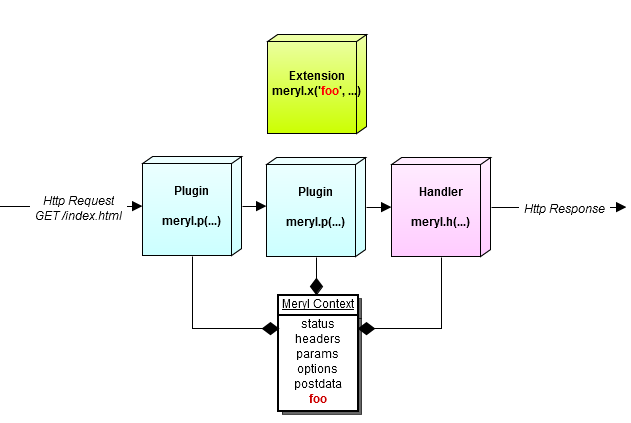 Extension
meryl.x('foo', ...)
Http Request
GET /index.html
Plugin
meryl.p(...)
Plugin
meryl.p(...)
Handler
meryl.h(...)
Http Response
Meryl Context
status
headers
params
options
postdata
foo